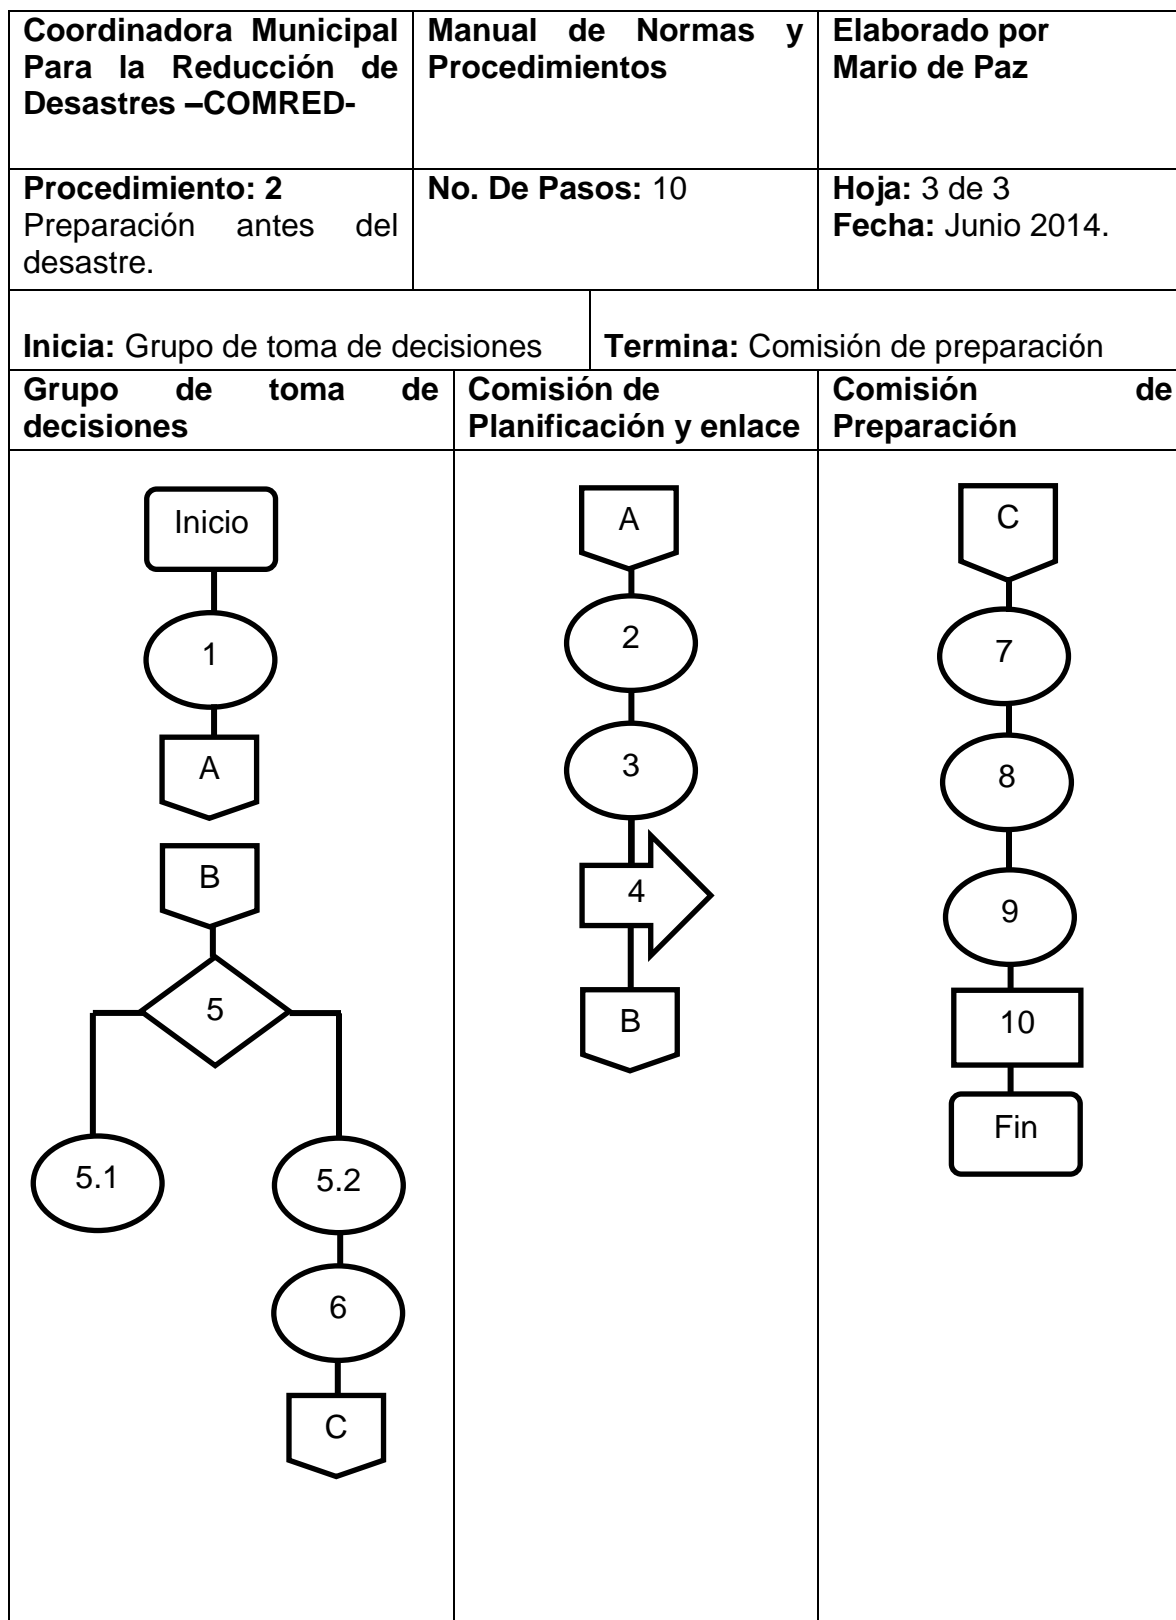 Coordinadora Municipal
Para la Reducción de
Desastres –COMRED-
Manual de Normas y
Procedimientos
Elaborado por
Mario de Paz
Procedimiento: 2
Preparación antes del
desastre.
No. De Pasos: 10
Hoja: 3 de 3
Fecha: Junio 2014.
Inicia: Grupo de toma de decisiones
Termina: Comisión de preparación
Grupo de toma de
decisiones
Comisión de
Planificación y enlace
Comisión de
Preparación
Inicio
1
A
B
5
5.1
5.2
6
C
A
2
3
4
B
C
7
8
9
10
Fin